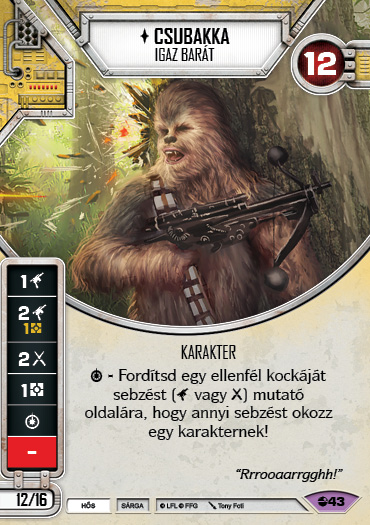 CSUBAKKA
IGAZ BARÁT
12
1
2
1
2
1
-
12/16
KARAKTER
- Fordítsd egy ellenfél kockáját
sebzést ( vagy ) mutató
oldalára, hogy annyi sebzést okozz
egy karakternek!
“Rrrooaarrgghh!”
HŐS
SÁRGA
© LFL © FFG
Tony Foti
43